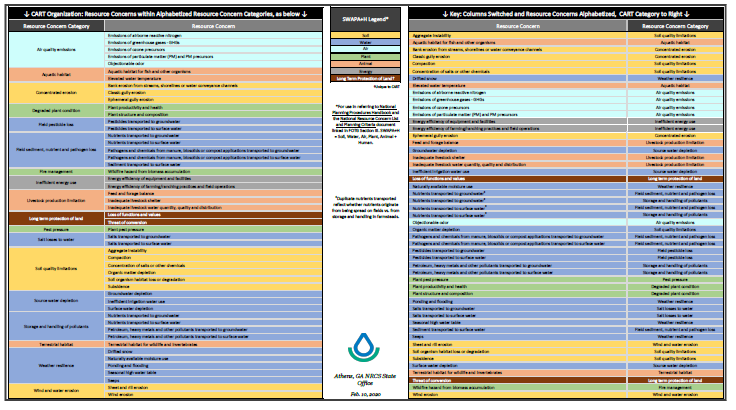 ↓ CART Organization: Resource Concerns within Alphabetized Resource Concern Categories, as below ↓
Resource Concern Category
Resource Concern
Air quality emissions
Emissions of airborne reactive nitrogen
Emissions of greenhouse gases - GHGs
Emissions of ozone precursors
Emissions of particulate matter (PM) and PM precursors
Objectionable odor
Aquatic habitat
Aquatic habitat for fish and other organisms
Elevated water temperature
Concentrated erosion
Bank erosion from streams, shorelines or water conveyance channels
Classic gully erosion
Ephemeral gully erosion
Degraded plant condition
Plant productivity and health
Plant structure and composition
Field pesticide loss
Pesticides transported to groundwater
Pesticides transported to surface water
Field sediment, nutrient and pathogen loss
Nutrients transported to groundwater
Nutrients transported to surface water
Pathogens and chemicals from manure, biosolids or compost applications transported to groundwater
Pathogens and chemicals from manure, biosolids or compost applications transported to surface water
Sediment transported to surface water
Fire management
Wildfire hazard from biomass accumulation
Inefficient energy use
Energy efficiency of equipment and facilities
Energy efficiency of farming/ranching practices and field operations
Livestock production limitation
Feed and forage balance
Inadequate livestock shelter
Inadequate livestock water quantity, quality and distribution
Long term protection of land
Loss of functions and values
Threat of conversion
Pest pressure
Plant pest pressure
Salt losses to water
Salts transported to groundwater
Salts transported to surface water
Soil quality limitations
Aggregate instability
Compaction
Concentration of salts or other chemicals
Organic matter depletion
Soil organism habitat loss or degradation
Subsidence
Source water depletion
Groundwater depletion
Inefficient irrigation water use
Surface water depletion
Storage and handling of pollutants
Nutrients transported to groundwater
Nutrients transported to surface water
Petroleum, heavy metals and other pollutants transported to groundwater
Petroleum, heavy metals and other pollutants transported to surface water
Terrestrial habitat
Terrestrial habitat for wildlife and invertebrates
Weather resilience
Drifted snow
Naturally available moisture use
Ponding and flooding
Seasonal high water table
Seeps
Wind and water erosion
Sheet and rill erosion
Wind erosion
SWAPA+H Legend*
Soil
Water
Air
Plant
Animal
Energy
Long Term Protection of Land†
†Unique to CART
*For use in referring to National
Planning Procedures Handbook and
the National Resource Concern List
and Planning Criteria document
linked in FOTG Section III. SWAPA+H
= Soil, Water, Air, Plant, Animal +
Human.
Duplicate nutrients transported
reflect whether nutrients originate
from being spread on fields vs. from
storage and handling in farmsteads.
Athens, GA NRCS State
Office
Feb. 10, 2020
↓ Key: Columns Switched and Resource Concerns Alphabetized, CART Category to Right ↓
Resource Concern
Resource Concern Category
Aggregate instability
Soil quality limitations
Aquatic habitat for fish and other organisms
Aquatic habitat
Bank erosion from streams, shorelines or water conveyance channels
Concentrated erosion
Classic gully erosion
Concentrated erosion
Compaction
Soil quality limitations
Concentration of salts or other chemicals
Soil quality limitations
Drifted snow
Weather resilience
Elevated water temperature
Aquatic habitat
Emissions of airborne reactive nitrogen
Air quality emissions
Emissions of greenhouse gases - GHGs
Air quality emissions
Emissions of ozone precursors
Air quality emissions
Emissions of particulate matter (PM) and PM precursors
Air quality emissions
Energy efficiency of equipment and facilities
Inefficient energy use
Energy efficiency of farming/ranching practices and field operations
Inefficient energy use
Ephemeral gully erosion
Concentrated erosion
Feed and forage balance
Livestock production limitation
Groundwater depletion
Source water depletion
Inadequate livestock shelter
Livestock production limitation
Inadequate livestock water quantity, quality and distribution
Livestock production limitation
Inefficient irrigation water use
Source water depletion
Loss of functions and values
Long term protection of land
Naturally available moisture use
Weather resilience
Nutrients transported to groundwater
Field sediment, nutrient and pathogen loss
Nutrients transported to groundwater
Storage and handling of pollutants
Nutrients transported to surface water
Field sediment, nutrient and pathogen loss
Nutrients transported to surface water
Storage and handling of pollutants
Objectionable odor
Air quality emissions
Organic matter depletion
Soil quality limitations
Pathogens and chemicals from manure, biosolids or compost applications transported to groundwater
Field sediment, nutrient and pathogen loss
Pathogens and chemicals from manure, biosolids or compost applications transported to surface water
Field sediment, nutrient and pathogen loss
Pesticides transported to groundwater
Field pesticide loss
Pesticides transported to surface water
Field pesticide loss
Petroleum, heavy metals and other pollutants transported to groundwater
Storage and handling of pollutants
Petroleum, heavy metals and other pollutants transported to surface water
Storage and handling of pollutants
Plant pest pressure
Pest pressure
Plant productivity and health
Degraded plant condition
Plant structure and composition
Degraded plant condition
Ponding and flooding
Weather resilience
Salts transported to groundwater
Salt losses to water
Salts transported to surface water
Salt losses to water
Seasonal high water table
Weather resilience
Sediment transported to surface water
Field sediment, nutrient and pathogen loss
Seeps
Weather resilience
Sheet and rill erosion
Wind and water erosion
Soil organism habitat loss or degradation
Soil quality limitations
Subsidence
Soil quality limitations
Surface water depletion
Source water depletion
Terrestrial habitat for wildlife and invertebrates
Terrestrial habitat
Threat of conversion
Long term protection of land
Wildfire hazard from biomass accumulation
Fire management
Wind erosion
Wind and water erosion